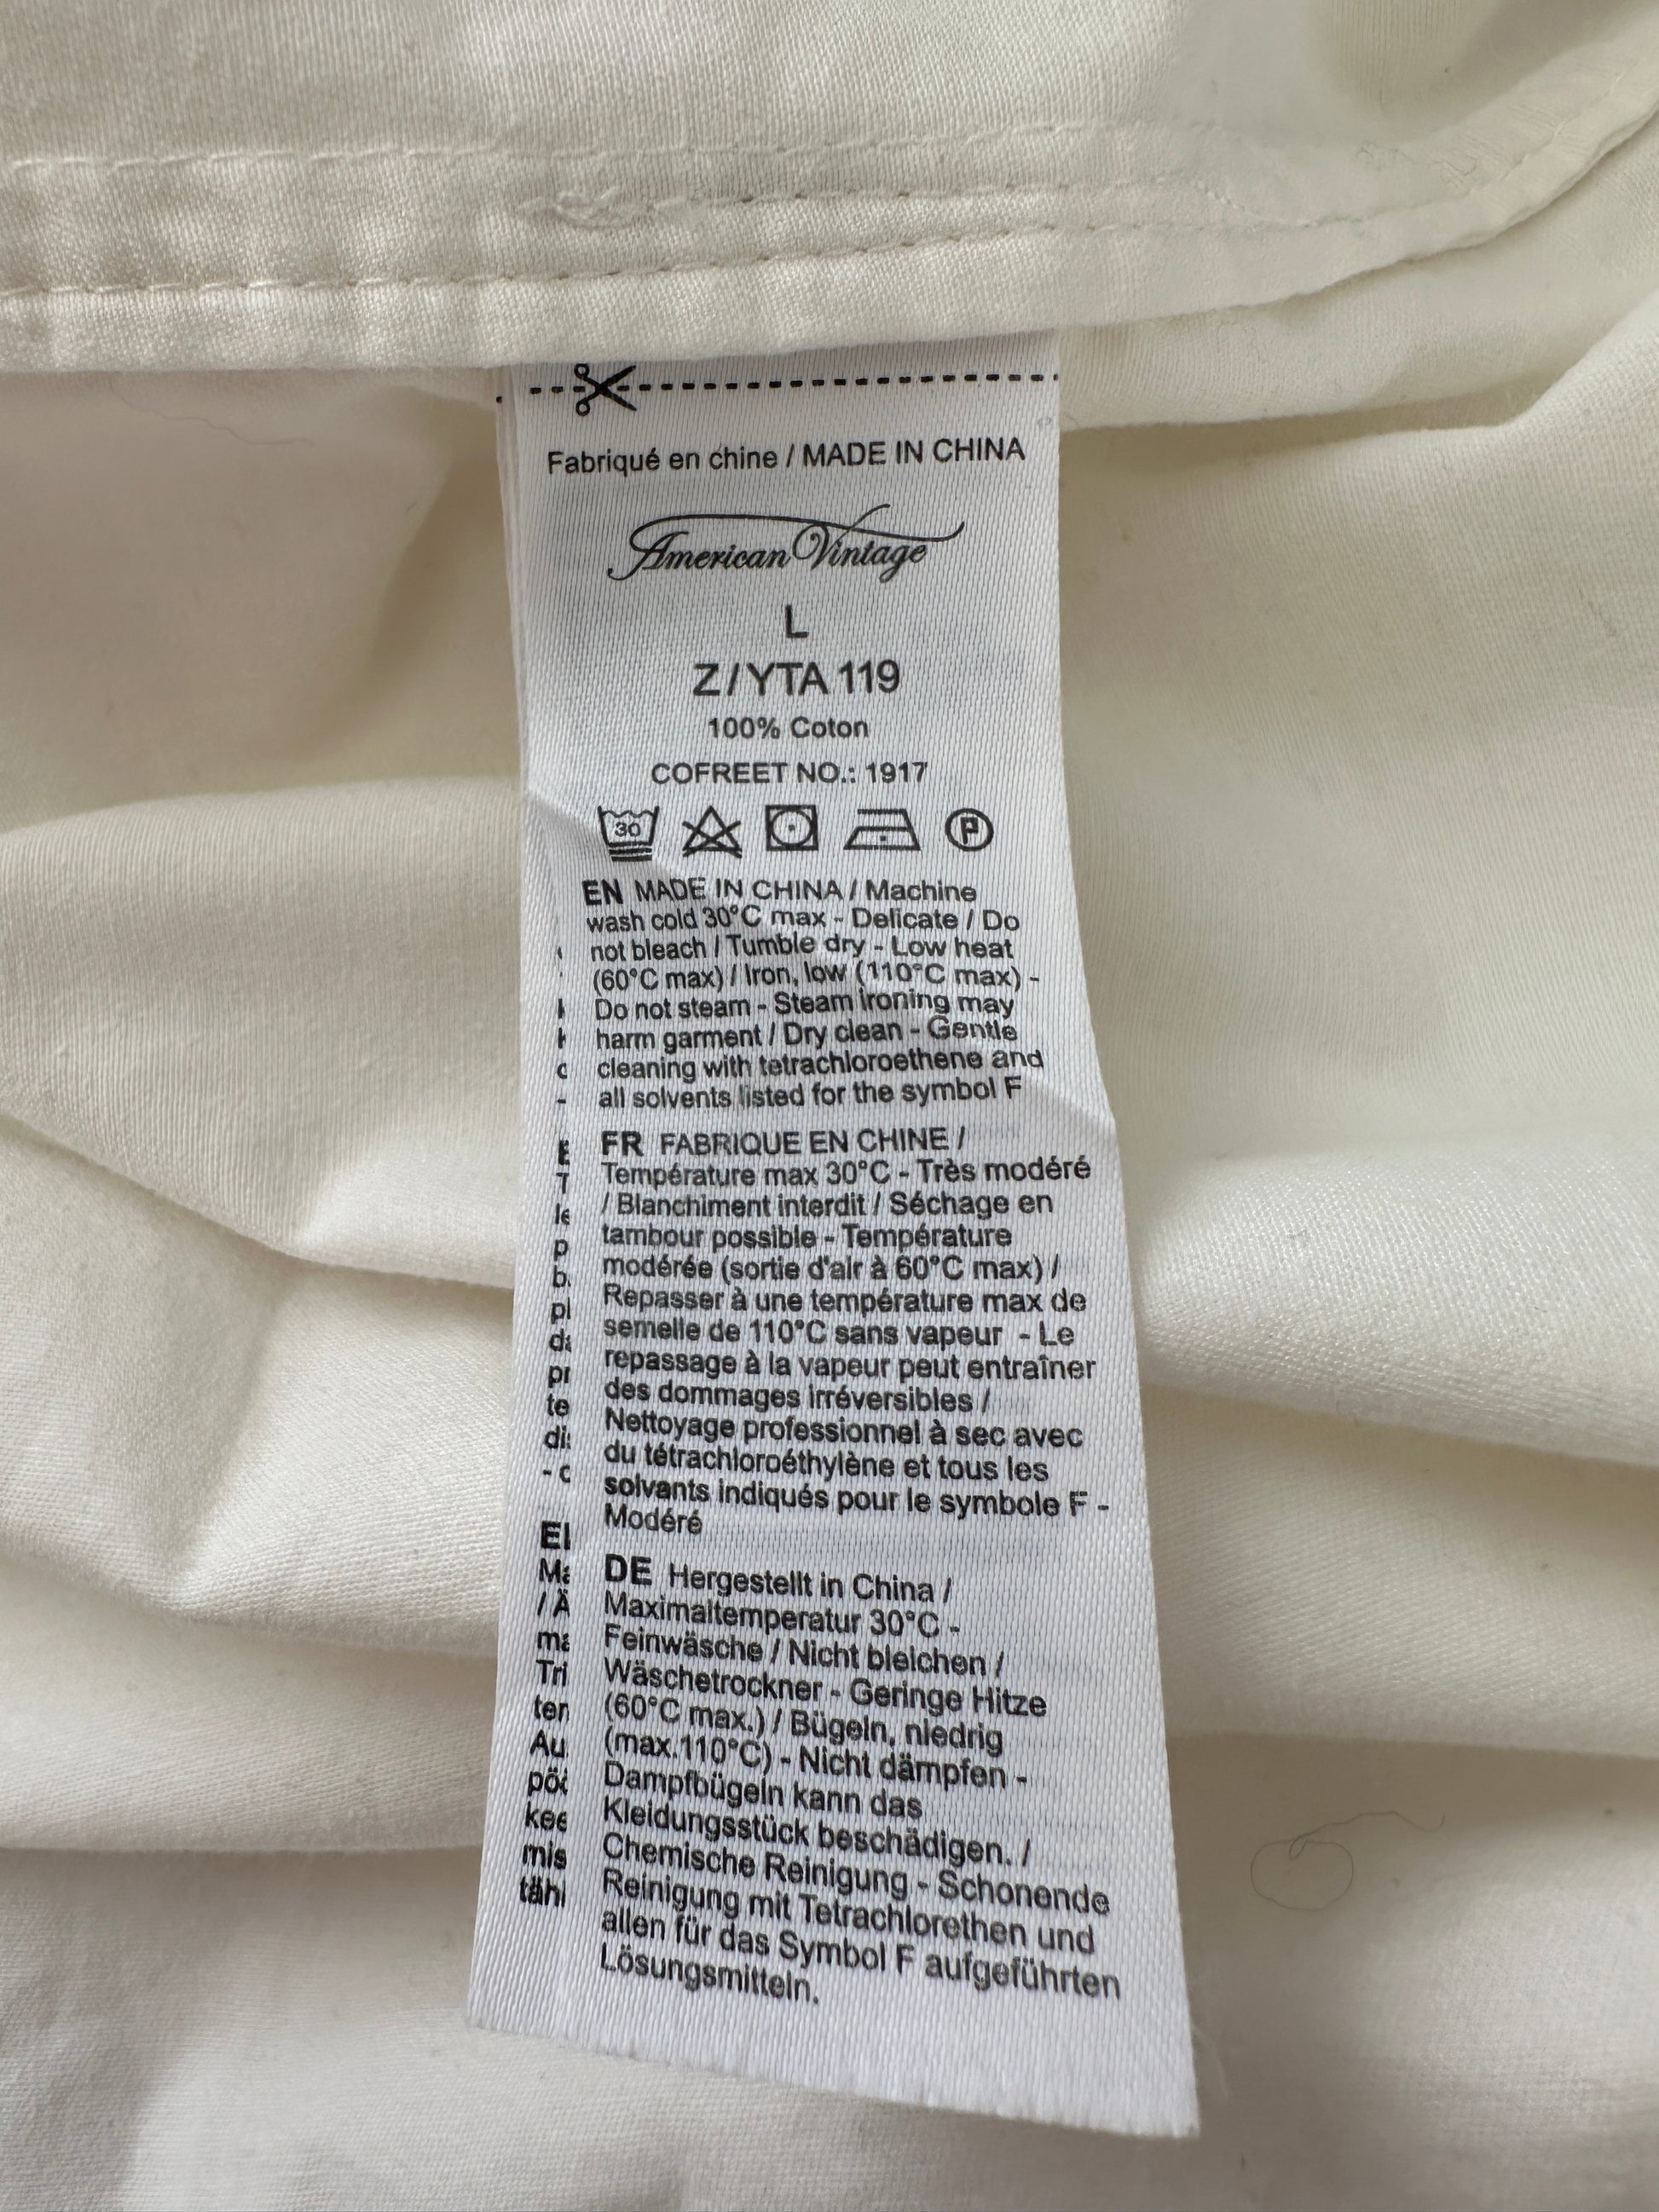 Fabriqué en chine / MADE IN CHINA
American Vintage
L
Z/YTA 119
100% Coton
COFREET NO.: 1917
30
P
EN MADE IN CHINA / Machine
wash cold 30°C max - Delicate / Do
not bleach / Tumble dry - Low heat
(60°C max) / Iron, low (110°C max) -
Do not steam - Steam ironing may
harm garment / Dry clean - Gentle
cleaning with tetrachloroethene and
all solvents listed for the symbol F
FR FABRIQUE EN CHINE /
Température max 30°C - Très modéré
/ Blanchiment interdit / Séchage en
tambour possible - Température
modérée (sortie d'air à 60°C max) /
Repasser à une température max de
semelle de 110°C sans vapeur - Le
repassage à la vapeur peut entraîner
des dommages irréversibles /
Nettoyage professionnel à sec avec
du tétrachloroéthylène et tous les
solvants indiqués pour le symbole F -
Modéré
DE Hergestellt in China /
Maximaltemperatur 30°C -
Feinwäsche / Nicht bleichen /
Wäschetrockner - Geringe Hitze
(60°C max.) / Bügeln, niedrig
(max.110°C) - Nicht dämpfen -
Dampfbügeln kann das
Kleidungsstück beschädigen. /
Chemische Reinigung - Schonende
Reinigung mit Tetrachlorethen und
allen für das Symbol F aufgeführten
Lösungsmitteln.